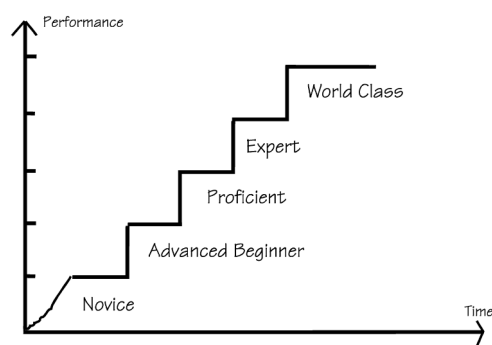 Performance
World Class
Expert
Proficient
Advanced Beginner
Novice
Time